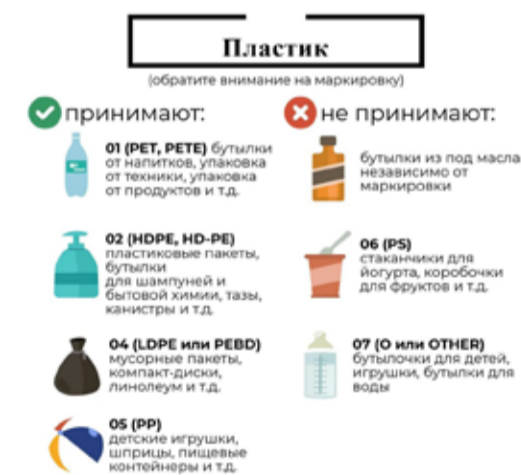 Пластик
(обратите внимание на маркировку)
принимают:
01 (PET, PETE) бутылки
от напитков, упаковка
от техники, упаковка
от продуктов и т.д.
02 (HDPE, HD-PE)
пластиковые пакеты,
бутылки
для шампуней и
бытовой химии, тазы,
канистры и т.д.
04 (LDPE или PEBD)
мусорные пакеты,
компакт-диски,
линолеум и т.д.
05 (PP)
детские игрушки,
шприцы, пищевые
контейнеры и т.д.
не принимают:
бутылки из под масла
независимо от
маркировки
06 (PS)
стаканчики для
йогурта, коробочки
для фруктов и т.д.
07 (O или OTHER)
бутылочки для детей,
игрушки, бутылки для
воды